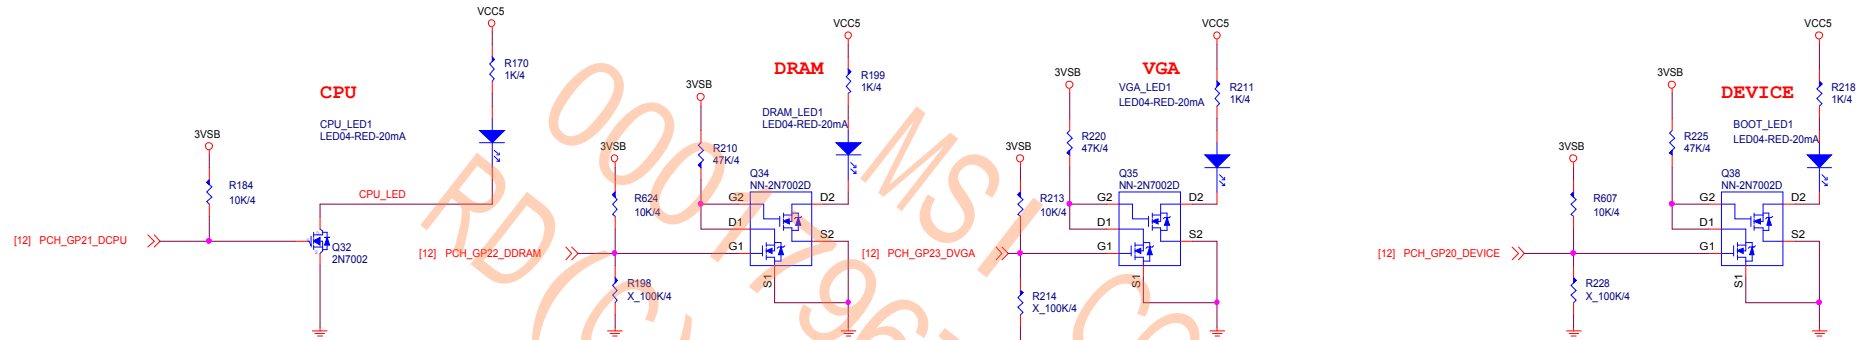 CPU
VCC5
R170
1K/4
CPU_LED1
LED04-RED-20mA
3VSB
R184
10K/4
CPU_LED
[12] PCH_GP21_DCPU
Q32
2N7002
DRAM
VCC5
R199
1K/4
3VSB
DRAM_LED1
LED04-RED-20mA
R210
47K/4
3VSB
R624
10K/4
Q34
NN-2N7002D
G2
D2
D1
S2
G1
S1
[12] PCH_GP22_DDRAM
R198
X_100K/4
VGA
VCC5
R211
1K/4
3VSB
VGA_LED1
LED04-RED-20mA
R220
47K/4
3VSB
R213
10K/4
Q35
NN-2N7002D
G2
D2
D1
S2
G1
S1
[12] PCH_GP23_DVGA
R214
X_100K/4
DEVICE
VCC5
R218
1K/4
3VSB
BOOT_LED1
LED04-RED-20mA
R225
47K/4
3VSB
R607
10K/4
Q38
NN-2N7002D
G2
D2
D1
S2
G1
S1
[12] PCH_GP20_DEVICE
R228
X_100K/4
MSI